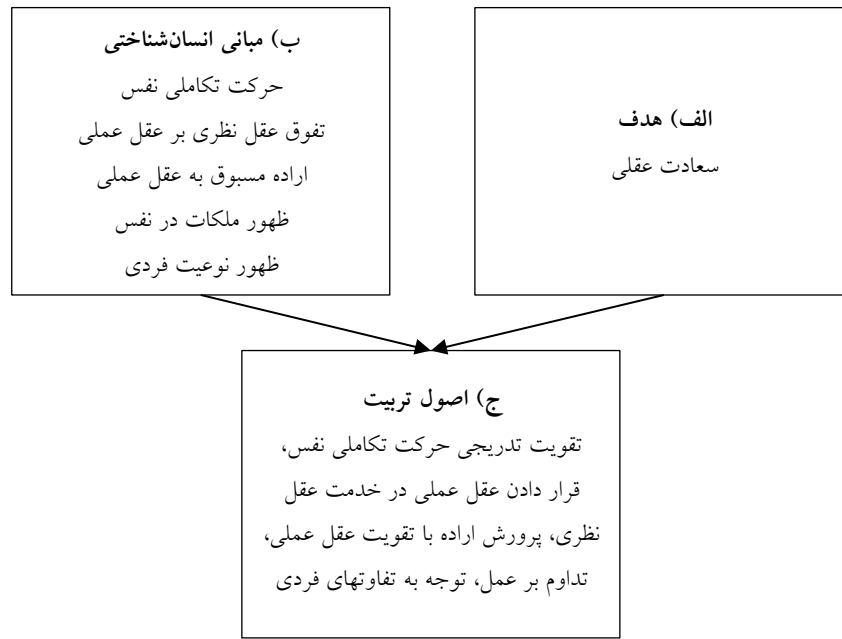 الف) هدف
سعادت عقلی
ب) مبانی انسان‌شناختی
حرکت تکاملی نفس
تفوق عقل نظری بر عقل عملی
اراده مسبوق به عقل عملی
ظهور ملکات در نفس
ظهور نوعیت فردی
ج) اصول تربیت
تقویت تدریجی حرکت تکاملی نفس،
قرار دادن عقل عملی در خدمت عقل
نظری، پرورش اراده با تقویت عقل عملی،
تداوم بر عمل، توجه به تفاوتهای فردی